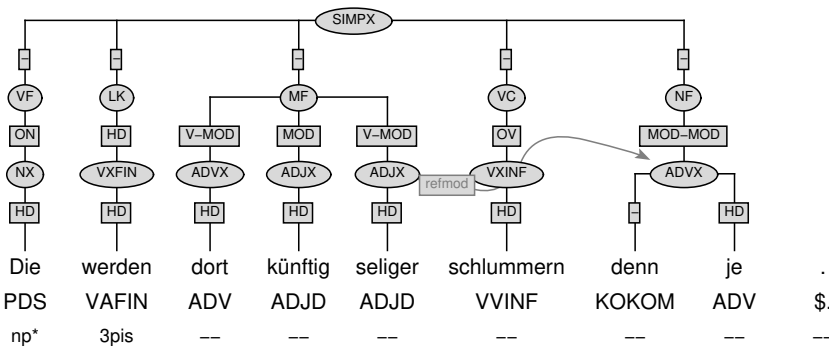 SIMPX
– – – – –
VF LK MF VC NF
ON HD V–MOD MOD V–MOD OV MOD–MOD
NX VXFIN ADVX ADJX ADJX refmod VXINF ADVX
HD HD HD HD HD HD – HD
Die werden dort künftig seliger schlummern denn je .
PDS VAFIN ADV ADJD ADJD VVINF KOKOM ADV $.
np* 3pis –– –– –– –– –– –– ––